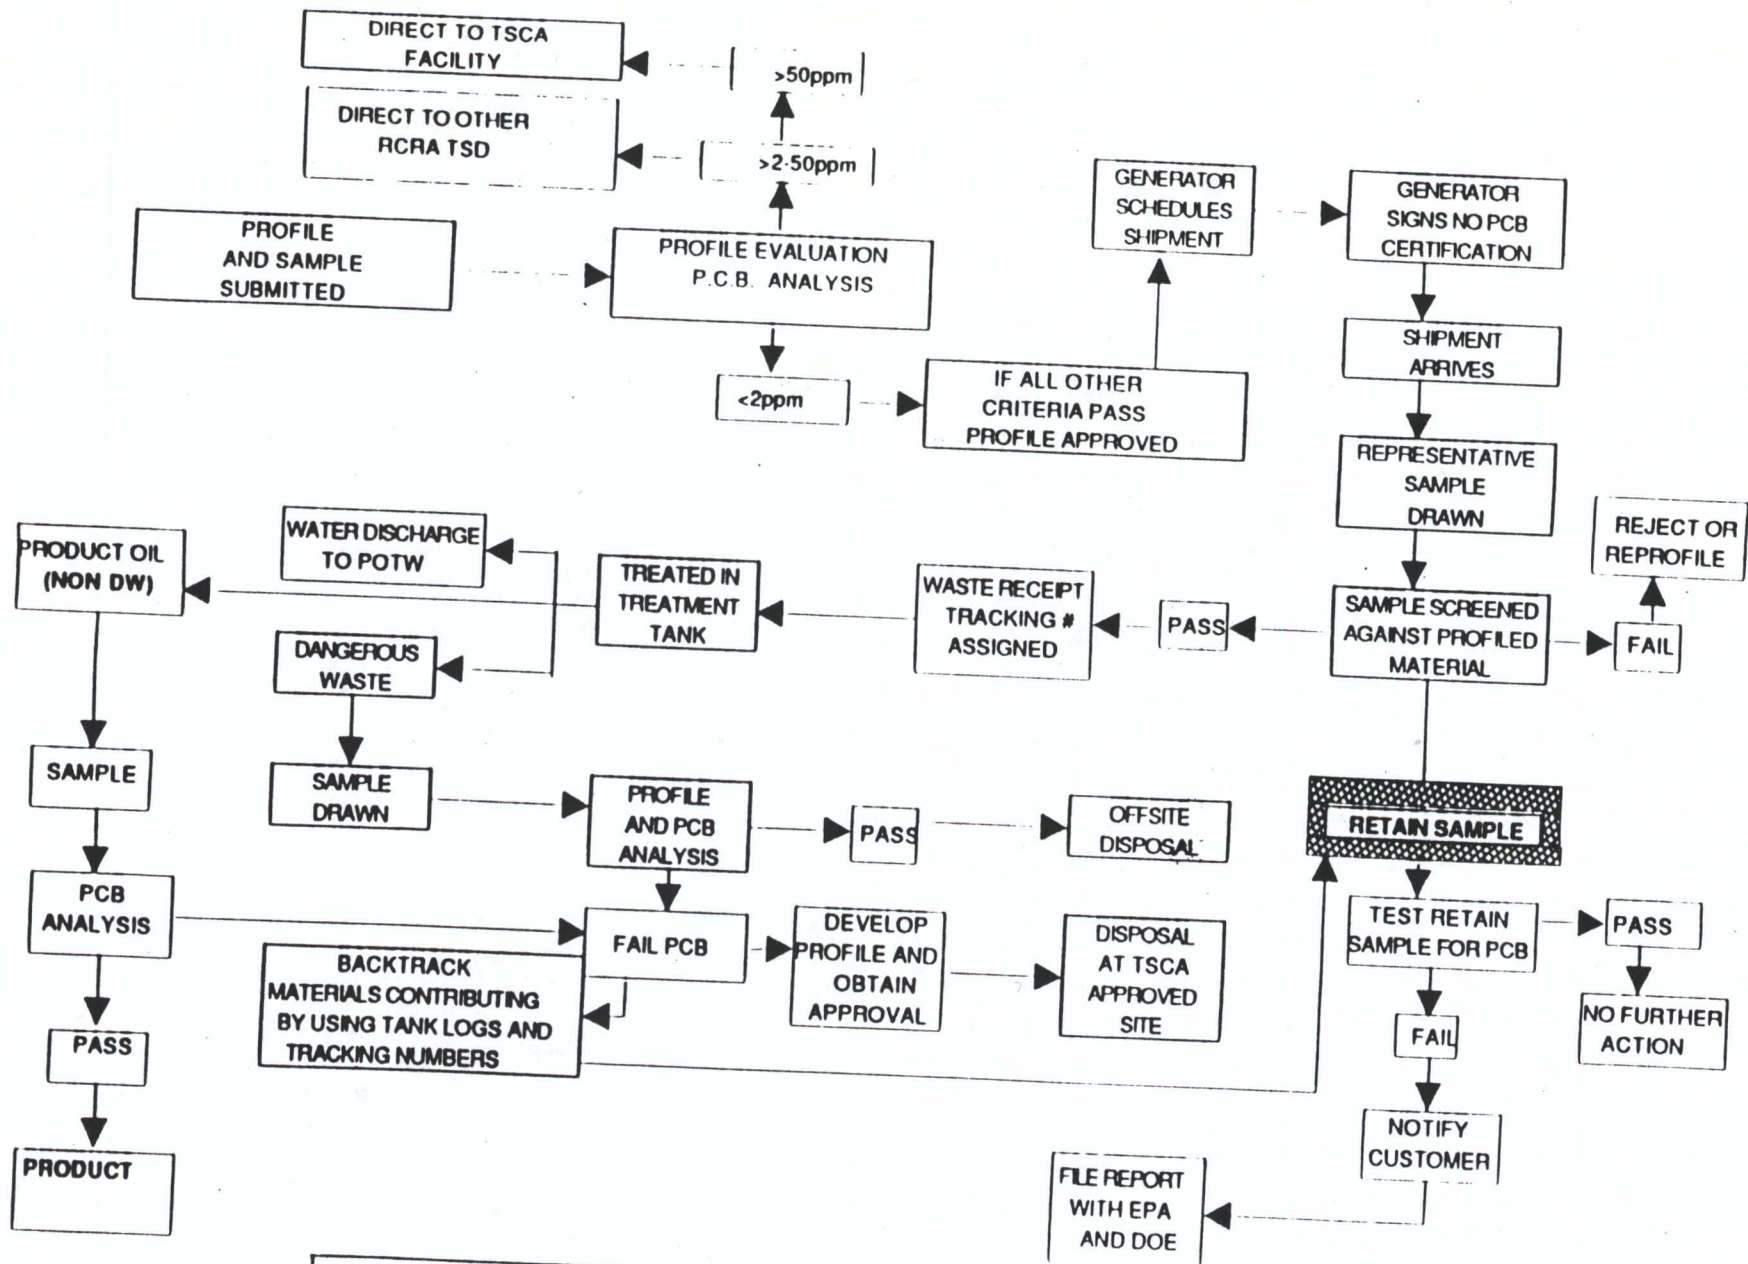 DIRECT TO TSCA
FACILITY
>50ppm
DIRECT TO OTHER
RCRA TSD
>2-50ppm
PROFILE
AND SAMPLE
SUBMITTED
PROFILE EVALUATION
P.C.B. ANALYSIS
<2ppm
IF ALL OTHER
CRITERIA PASS
PROFILE APPROVED
GENERATOR
SCHEDULES
SHIPMENT
GENERATOR
SIGNS NO PCB
CERTIFICATION
SHIPMENT
ARRIVES
REPRESENTATIVE
SAMPLE
DRAWN
SAMPLE SCREENED
AGAINST PROFILED
MATERIAL
FAIL
REJECT OR
REPROFILE
PASS
WASTE RECEIPT
TRACKING #
ASSIGNED
TREATED IN
TREATMENT
TANK
WATER DISCHARGE
TO POTW
DANGEROUS
WASTE
PRODUCT OIL
(NON DW)
SAMPLE
PCB
ANALYSIS
PASS
PRODUCT
SAMPLE
DRAWN
PROFILE
AND PCB
ANALYSIS
PASS
OFFSITE
DISPOSAL
FAIL PCB
DEVELOP
PROFILE AND
OBTAIN
APPROVAL
DISPOSAL
AT TSCA
APPROVED
SITE
BACKTRACK
MATERIALS CONTRIBUTING
BY USING TANK LOGS AND
TRACKING NUMBERS
RETAIN SAMPLE
TEST RETAIN
SAMPLE FOR PCB
PASS
NO FURTHER
ACTION
FAIL
NOTIFY
CUSTOMER
FILE REPORT
WITH EPA
AND DOE